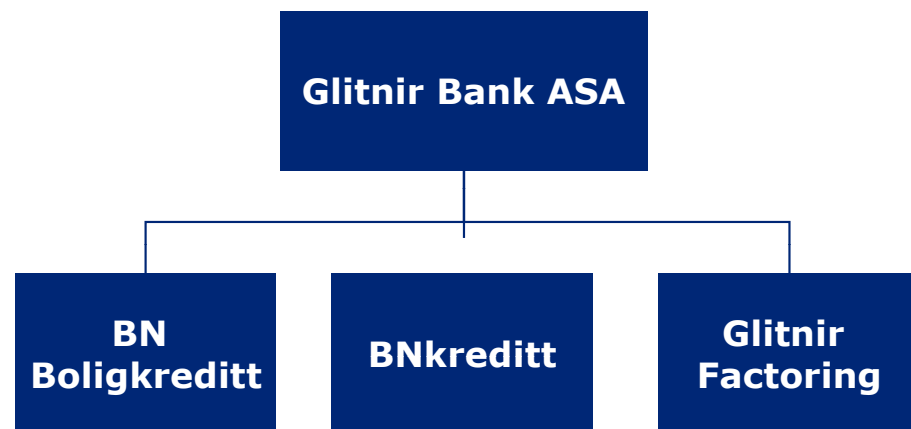 Glitnir Bank ASA
BN
Boligkreditt
BNkreditt
Glitnir
Factoring